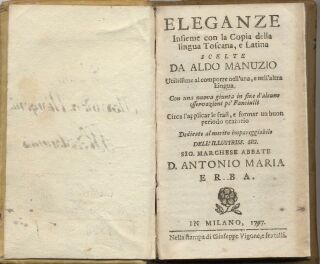 ELEGANZE
Insieme con la Copia della
lingua Toscana, e Latina
SCELTE
DA ALDO MANUZIO
Utilissime al comporre nell'una, e nell'altra
Lingua.
Con una nuova giunta in fine d'alcune
osservazioni pe' Fanciulli
Circa l'applicar le frasi, e formar un buon
periodo oratorio
Dedicate al merito impareggiabile
DELL'ILLUSTRISS. SIG.
SIG. MARCHESE ABBATE
D. ANTONIO MARIA
ERBA.
IN MILANO,
Nella stampa di Giuseppe Vigone, e fratelli.